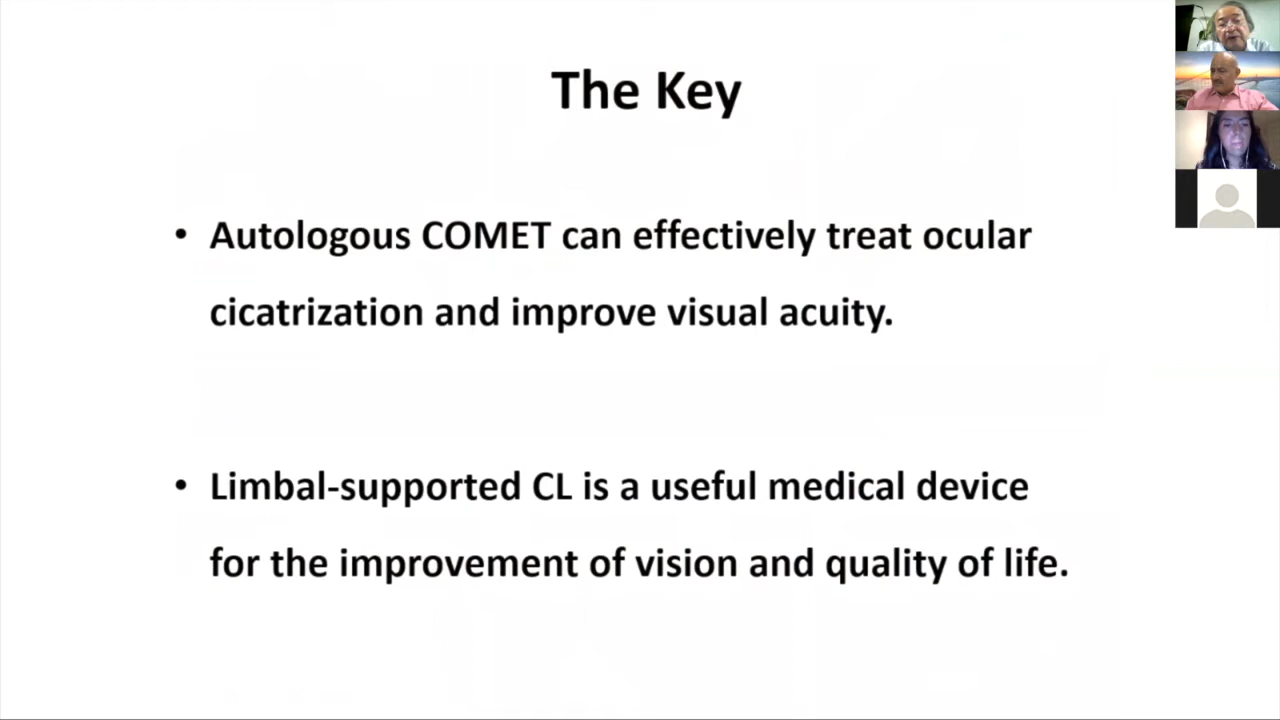 The Key
• Autologous COMET can effectively treat ocular
cicatrization and improve visual acuity.
• Limbal-supported CL is a useful medical device
for the improvement of vision and quality of life.